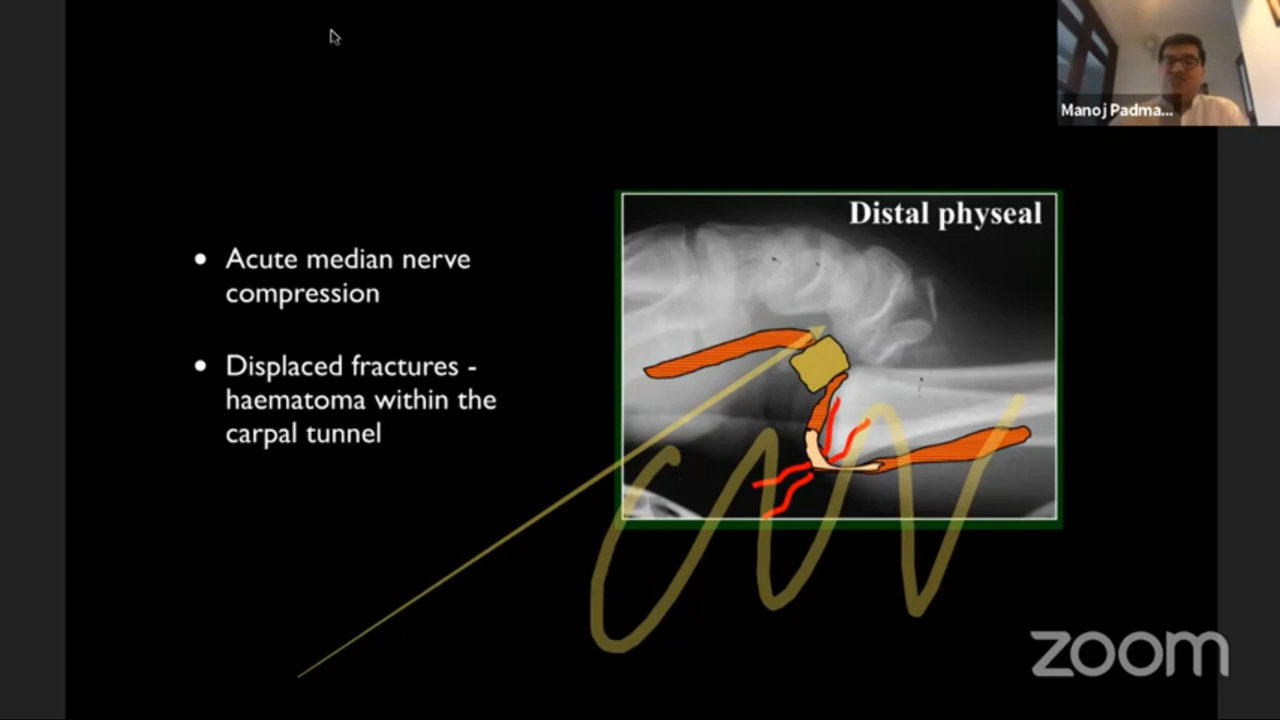 Manoj Padma...
Distal physeal
• Acute median nerve
compression
• Displaced fractures -
haematoma within the
carpal tunnel
zoom